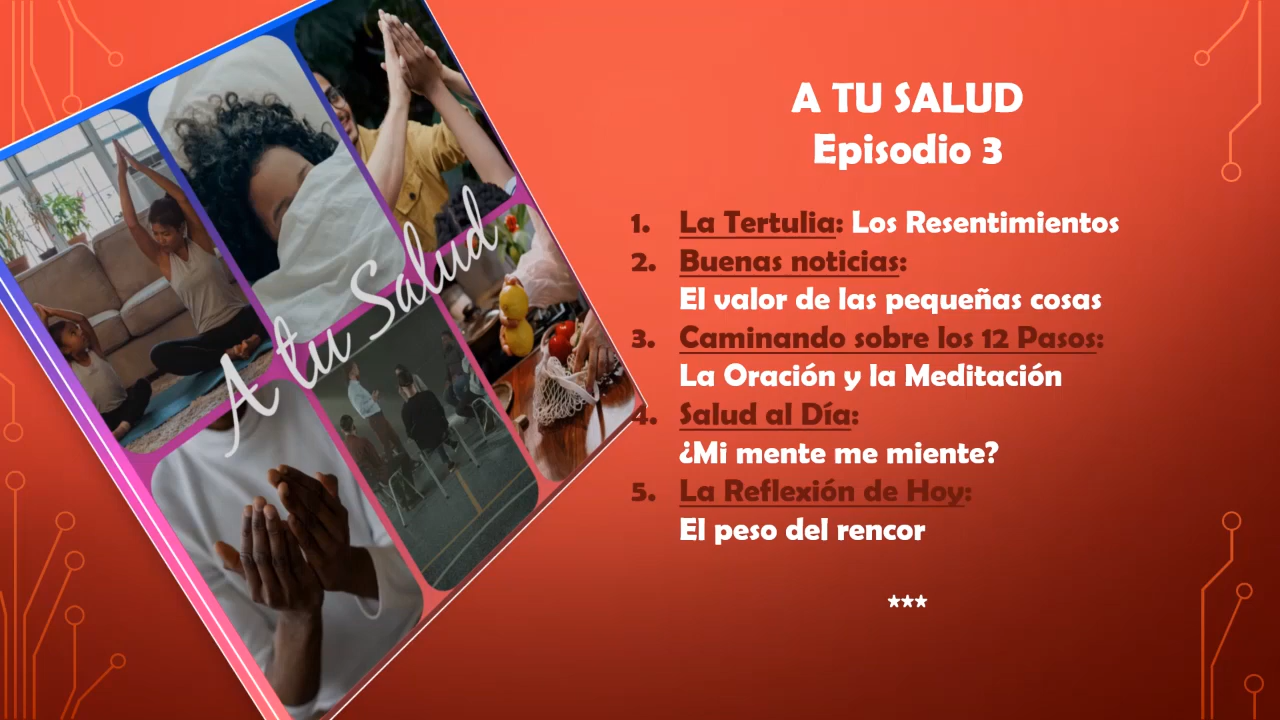 A tu Salud
A TU SALUD
Episodio 3
1. La Tertulia: Los Resentimientos
2. Buenas noticias:
El valor de las pequeñas cosas
3. Caminando sobre los 12 Pasos:
La Oración y la Meditación
4. Salud al Día:
¿Mi mente me miente?
5. La Reflexión de Hoy:
El peso del rencor
***